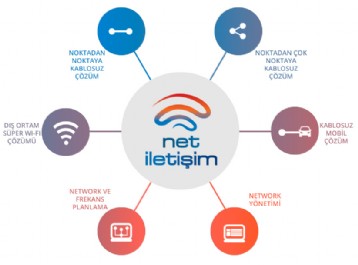 NOKTADAN
NOKTAYA
KABLOSUZ
ÇÖZÜM
NOKTADAN ÇOK
NOKTAYA
KABLOSUZ
ÇÖZÜM
DIŞ ORTAM
SÜPER Wi-Fi
ÇÖZÜMÜ
net
iletişim
KABLOSUZ
MOBİL
ÇÖZÜM
NETWORK VE
FREKANS
PLANLAMA
NETWORK
YÖNETİMİ